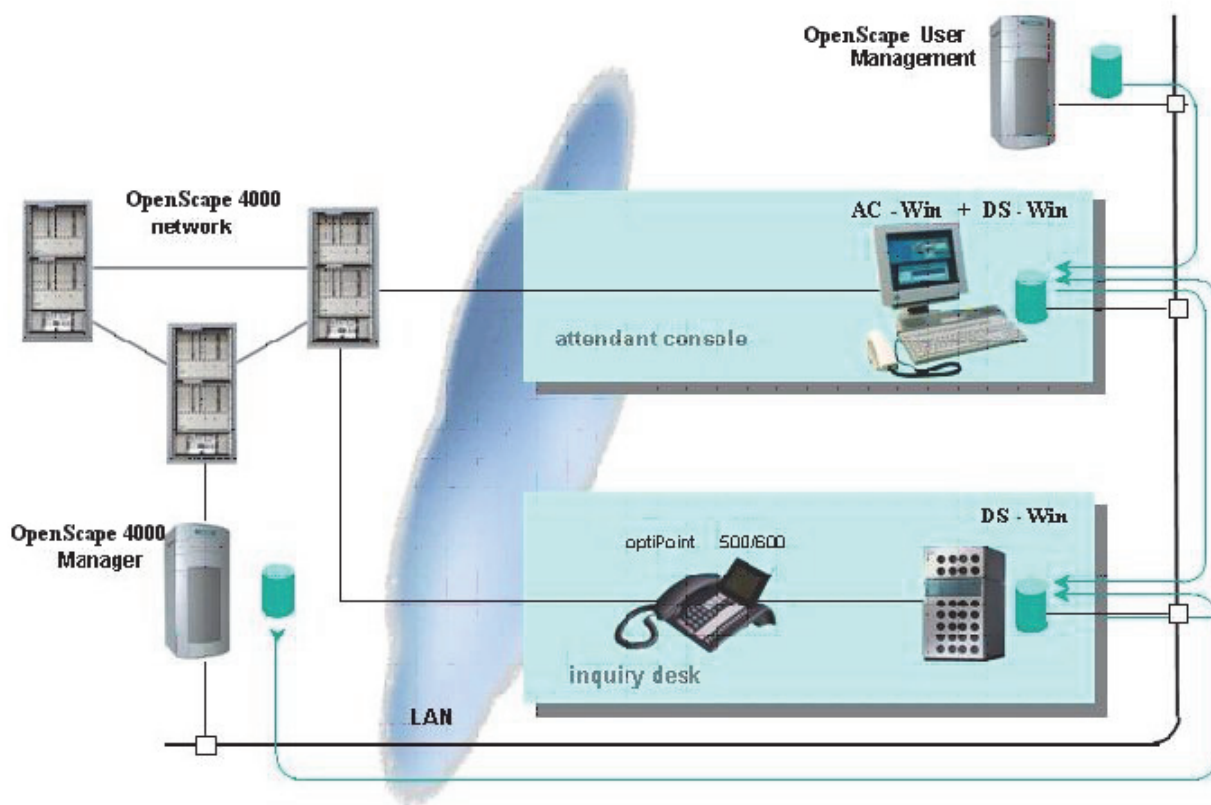 OpenScape User
Management
OpenScape 4000
network
AC - Win + DS - Win
attendant console
OpenScape 4000
Manager
DS - Win
optiPoint 500/600
inquiry desk
LAN